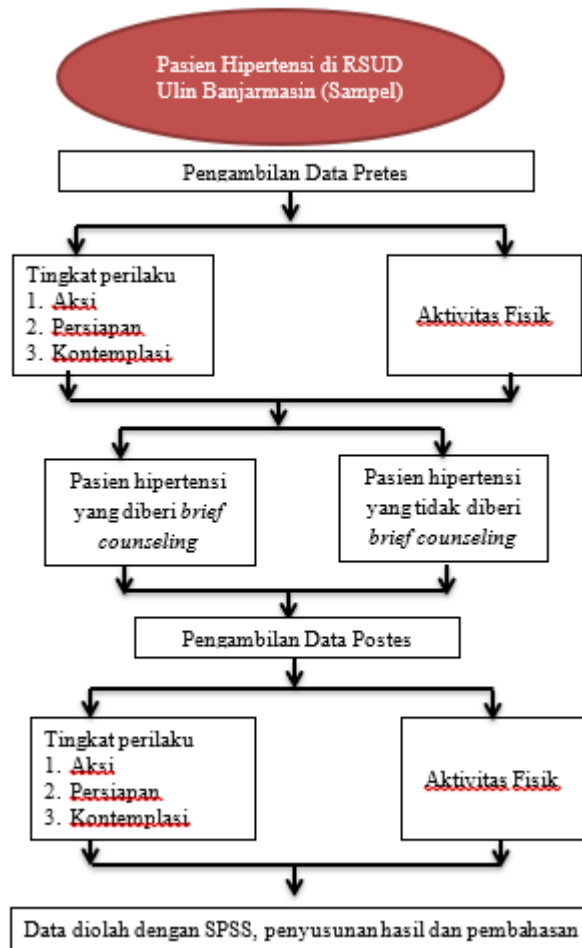 Pasien Hipertensi di RSUD
Ulin Banjarmasin (Sampel)
Pengambilan Data Pretes
Tingkat perilaku
1. Aksi
2. Persiapan
3. Kontemplasi
Aktivitas Fisik
Pasien hipertensi
yang diberi brief
counseling
Pasien hipertensi
yang tidak diberi
brief counseling
Pengambilan Data Postes
Tingkat perilaku
1. Aksi
2. Persiapan
3. Kontemplasi
Aktivitas Fisik
Data diolah dengan SPSS, penyusunan hasil dan pembahasan